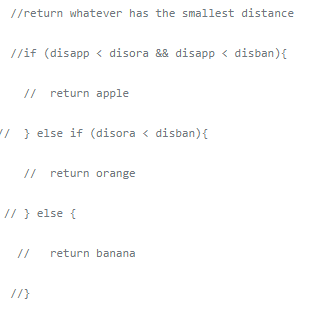 //return whatever has the smallest distance
//if (disapp < disora && disapp < disban){
//  return apple
//  } else if (disora < disban){
//  return orange
// } else {
//   return banana
//}